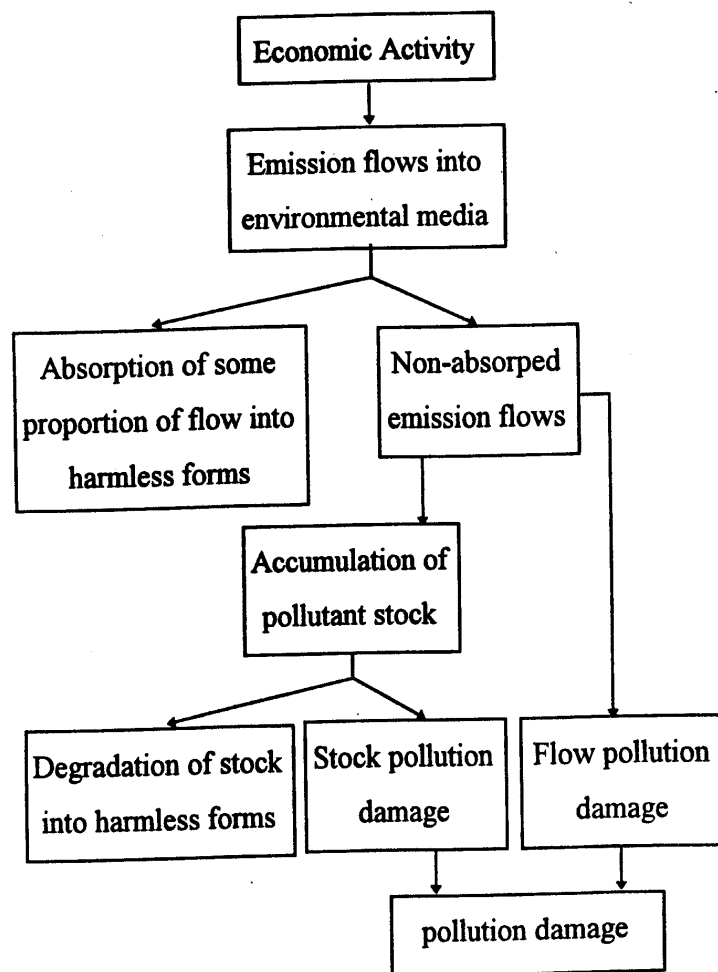 Economic Activity
Emission flows into
environmental media
Absorption of some
proportion of flow into
harmless forms
Non-absorped
emission flows
Accumulation of
pollutant stock
Degradation of stock
into harmless forms
Stock pollution
damage
Flow pollution
damage
pollution damage